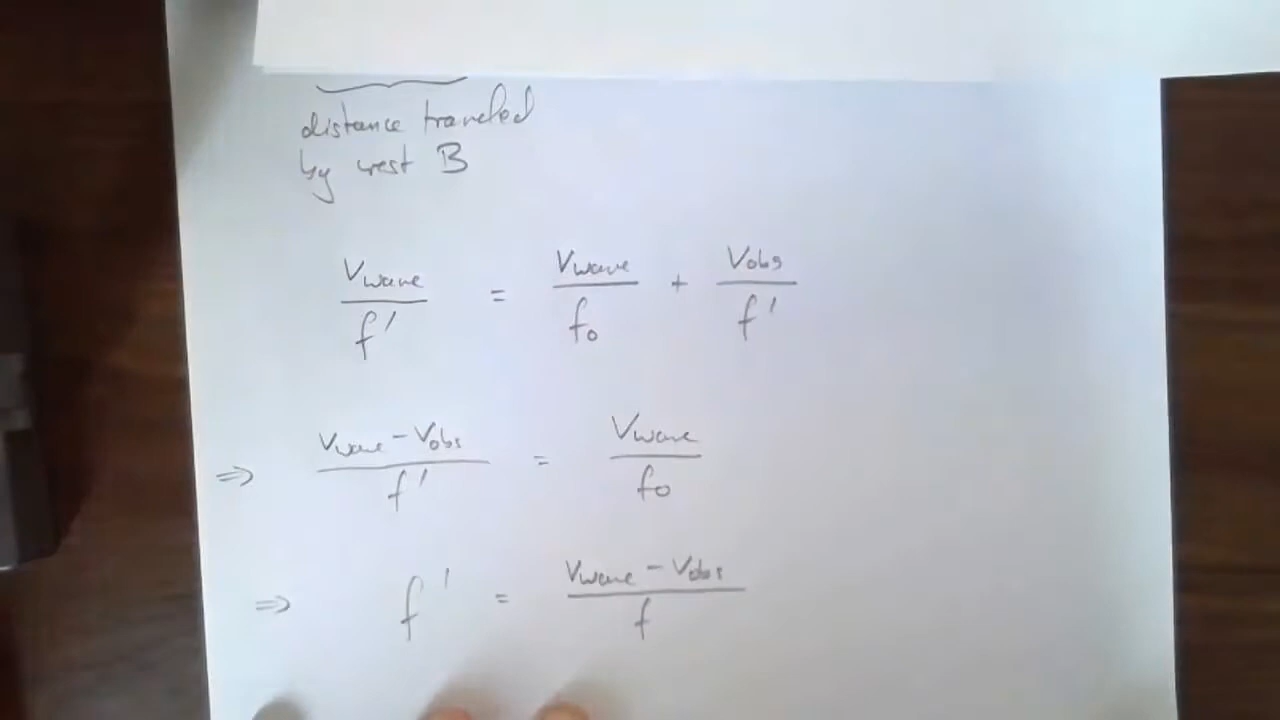 distance traveled
by crest B
Vwave/f' = Vwave/f₀ + Vobs/f'
⇒ (Vwave - Vobs)/f' = Vwave/f₀
⇒ f' = (Vwave - Vobs)/f